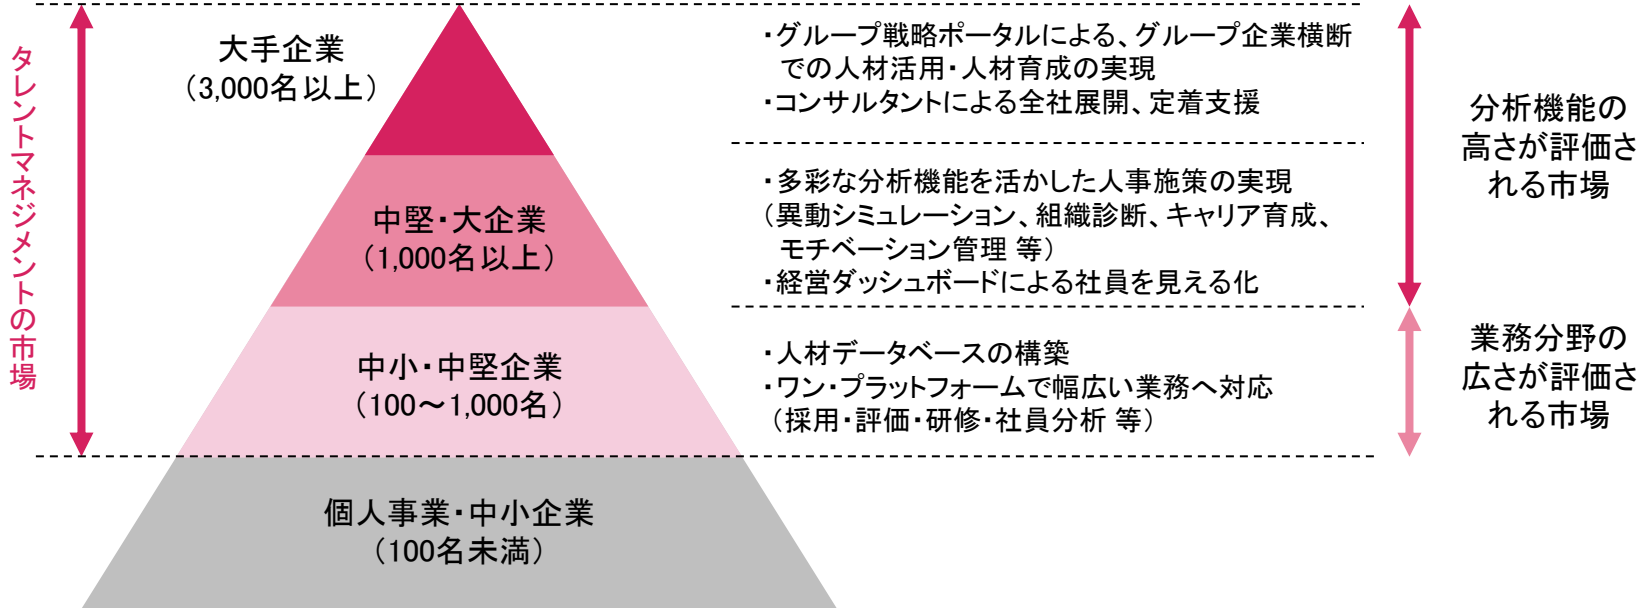 タレントマネジメントの市場
大手企業
（3,000名以上）
中堅・大企業
（1,000名以上）
中小・中堅企業
（100～1,000名）
個人事業・中小企業
（100名未満）
・グループ戦略ポータルによる、グループ企業横断
での人材活用・人材育成の実現
・コンサルタントによる全社展開、定着支援
・多彩な分析機能を活かした人事施策の実現
（異動シミュレーション、組織診断、キャリア育成、
モチベーション管理 等）
・経営ダッシュボードによる社員を見える化
・人材データベースの構築
・ワン・プラットフォームで幅広い業務へ対応
（採用・評価・研修・社員分析 等）
分析機能の
高さが評価さ
れる市場
業務分野の
広さが評価さ
れる市場